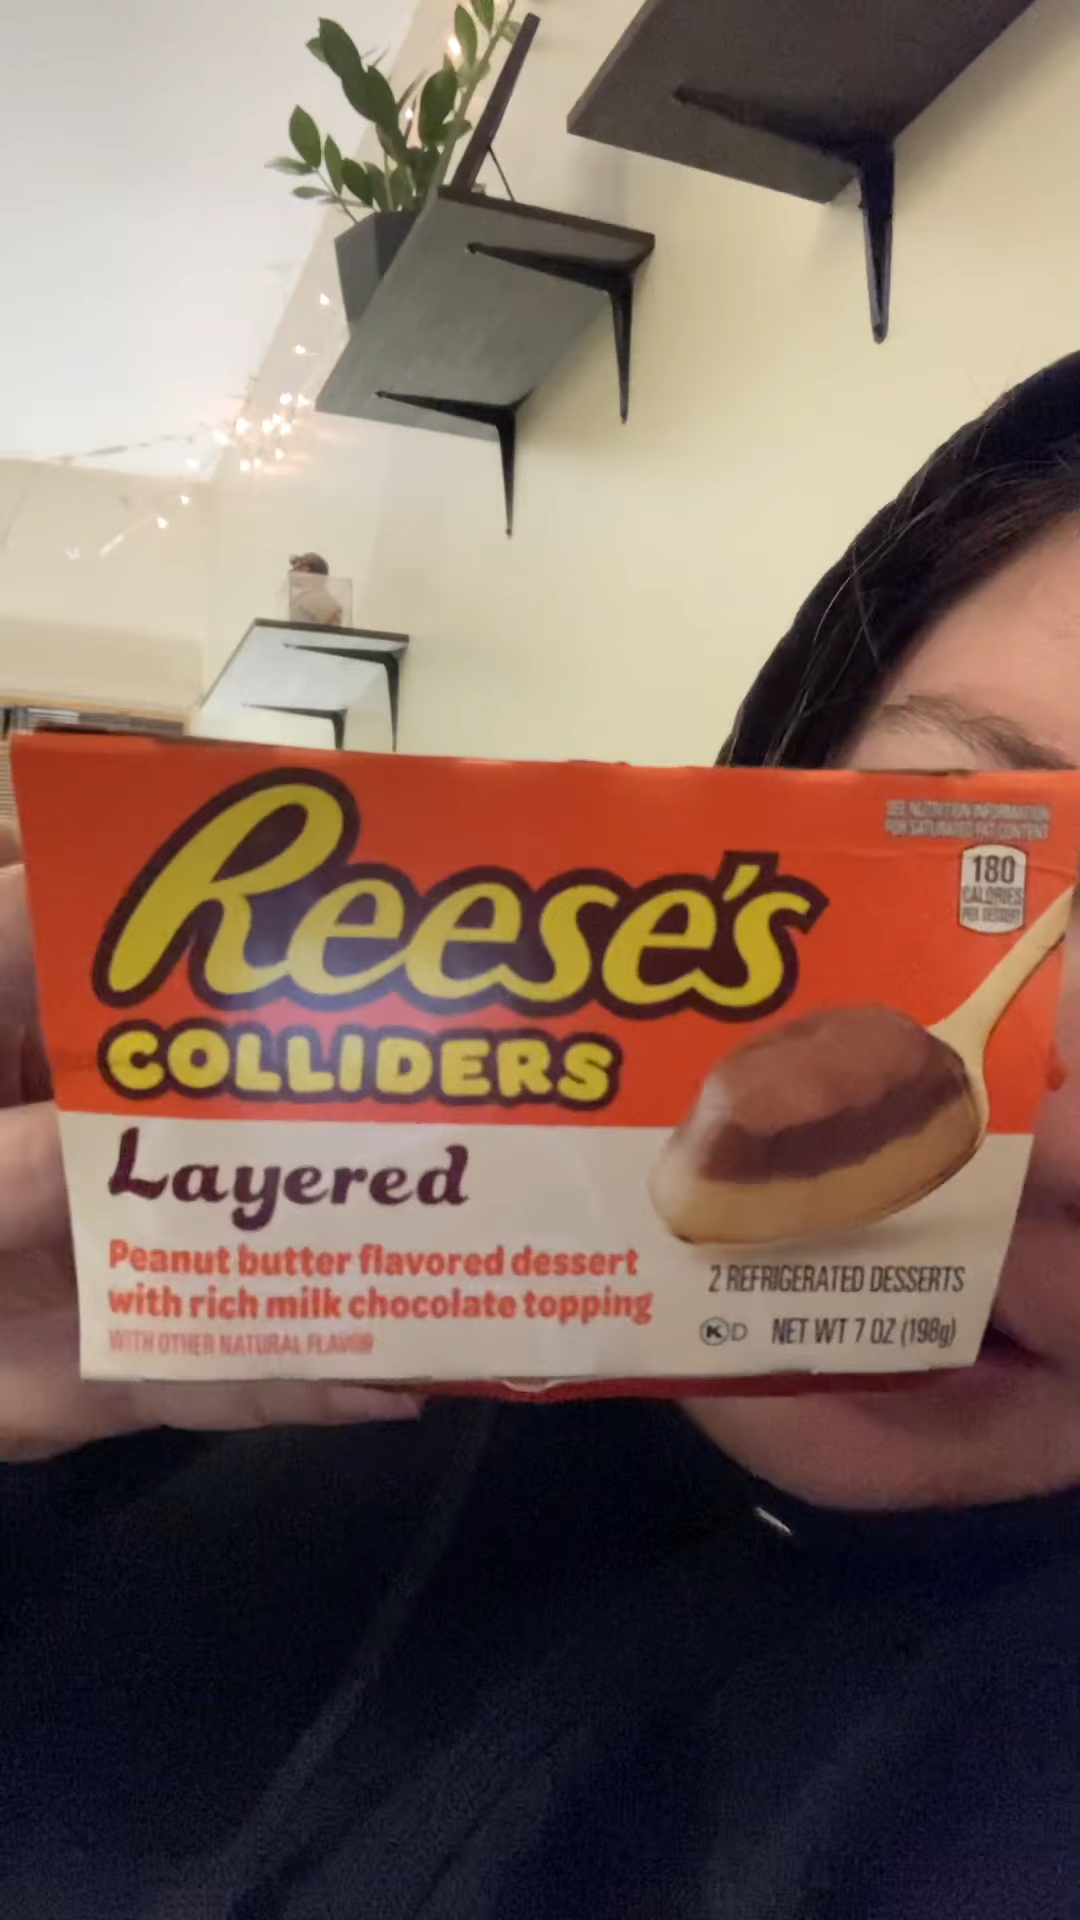 SEE NUTRITION INFORMATION
FOR SATURATED FAT CONTENT
180
CALORIES
PER DESSERT
Reese's
COLLIDERS
Layered
Peanut butter flavored dessert
with rich milk chocolate topping
WITH OTHER NATURAL FLAVOR
2 REFRIGERATED DESSERTS
K D NET WT 7 OZ (198g)